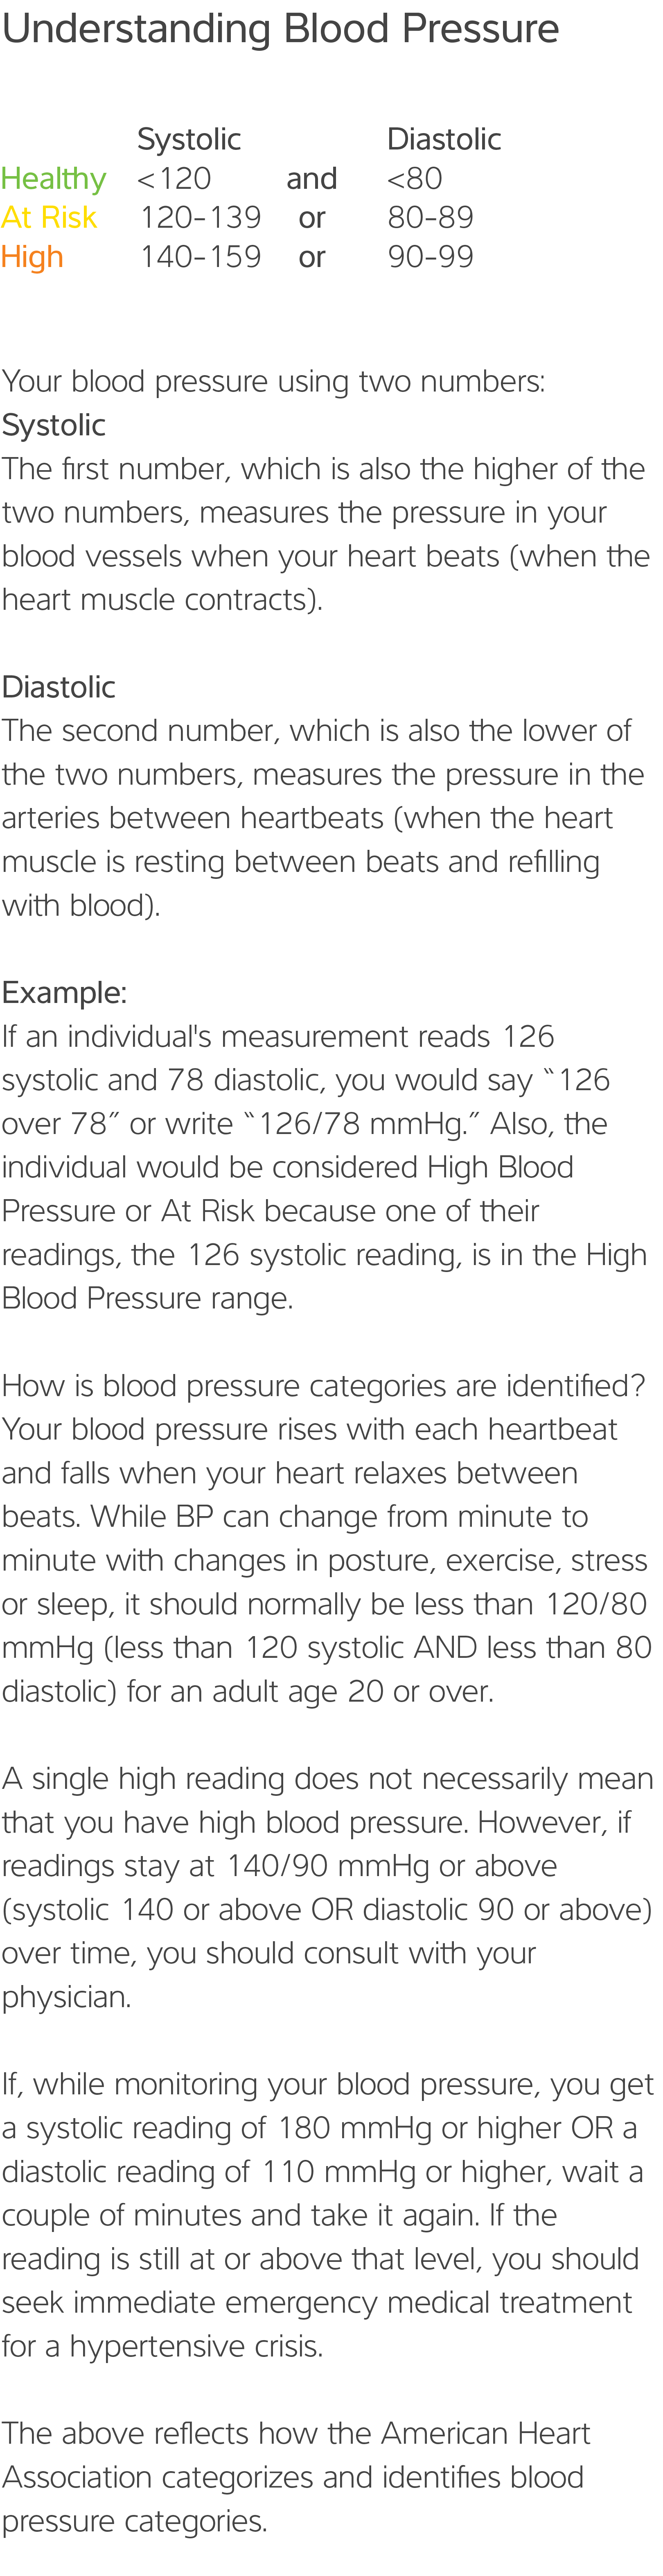 Understanding Blood Pressure
Systolic Diastolic
Healthy <120 and <80
At Risk 120-139 or 80-89
High 140-159 or 90-99
Your blood pressure using two numbers:
Systolic
The first number, which is also the higher of the
two numbers, measures the pressure in your
blood vessels when your heart beats (when the
heart muscle contracts).
Diastolic
The second number, which is also the lower of
the two numbers, measures the pressure in the
arteries between heartbeats (when the heart
muscle is resting between beats and refilling
with blood).
Example:
If an individual's measurement reads 126
systolic and 78 diastolic, you would say “126
over 78” or write “126/78 mmHg.” Also, the
individual would be considered High Blood
Pressure or At Risk because one of their
readings, the 126 systolic reading, is in the High
Blood Pressure range.
How is blood pressure categories are identified?
Your blood pressure rises with each heartbeat
and falls when your heart relaxes between
beats. While BP can change from minute to
minute with changes in posture, exercise, stress
or sleep, it should normally be less than 120/80
mmHg (less than 120 systolic AND less than 80
diastolic) for an adult age 20 or over.
A single high reading does not necessarily mean
that you have high blood pressure. However, if
readings stay at 140/90 mmHg or above
(systolic 140 or above OR diastolic 90 or above)
over time, you should consult with your
physician.
If, while monitoring your blood pressure, you get
a systolic reading of 180 mmHg or higher OR a
diastolic reading of 110 mmHg or higher, wait a
couple of minutes and take it again. If the
reading is still at or above that level, you should
seek immediate emergency medical treatment
for a hypertensive crisis.
The above reflects how the American Heart
Association categorizes and identifies blood
pressure categories.